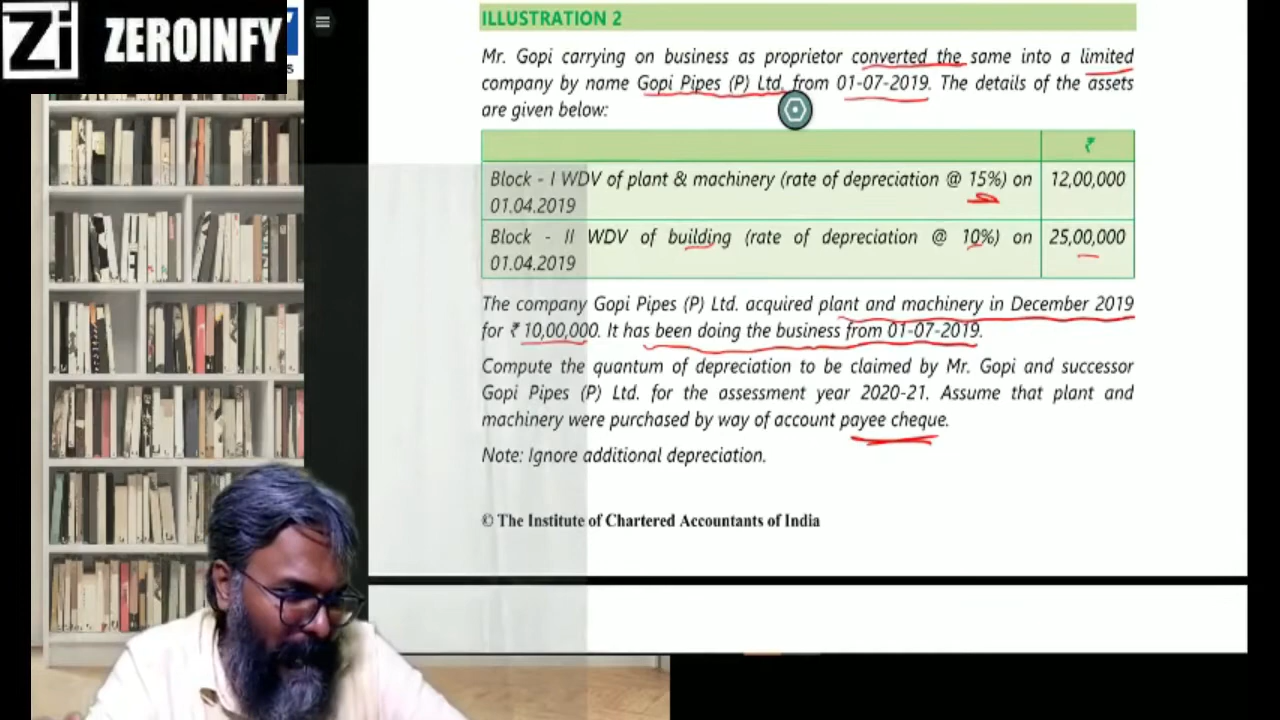 Zi ZEROINFY
s
ILLUSTRATION 2
Mr. Gopi carrying on business as proprietor converted the same into a limited
company by name Gopi Pipes (P) Ltd. from 01-07-2019. The details of the assets
are given below:
₹
Block - I WDV of plant & machinery (rate of depreciation @ 15%) on 12,00,000
01.04.2019
Block - II WDV of building (rate of depreciation @ 10%) on 25,00,000
01.04.2019
The company Gopi Pipes (P) Ltd. acquired plant and machinery in December 2019
for ₹ 10,00,000. It has been doing the business from 01-07-2019.
Compute the quantum of depreciation to be claimed by Mr. Gopi and successor
Gopi Pipes (P) Ltd. for the assessment year 2020-21. Assume that plant and
machinery were purchased by way of account payee cheque.
Note: Ignore additional depreciation.
© The Institute of Chartered Accountants of India